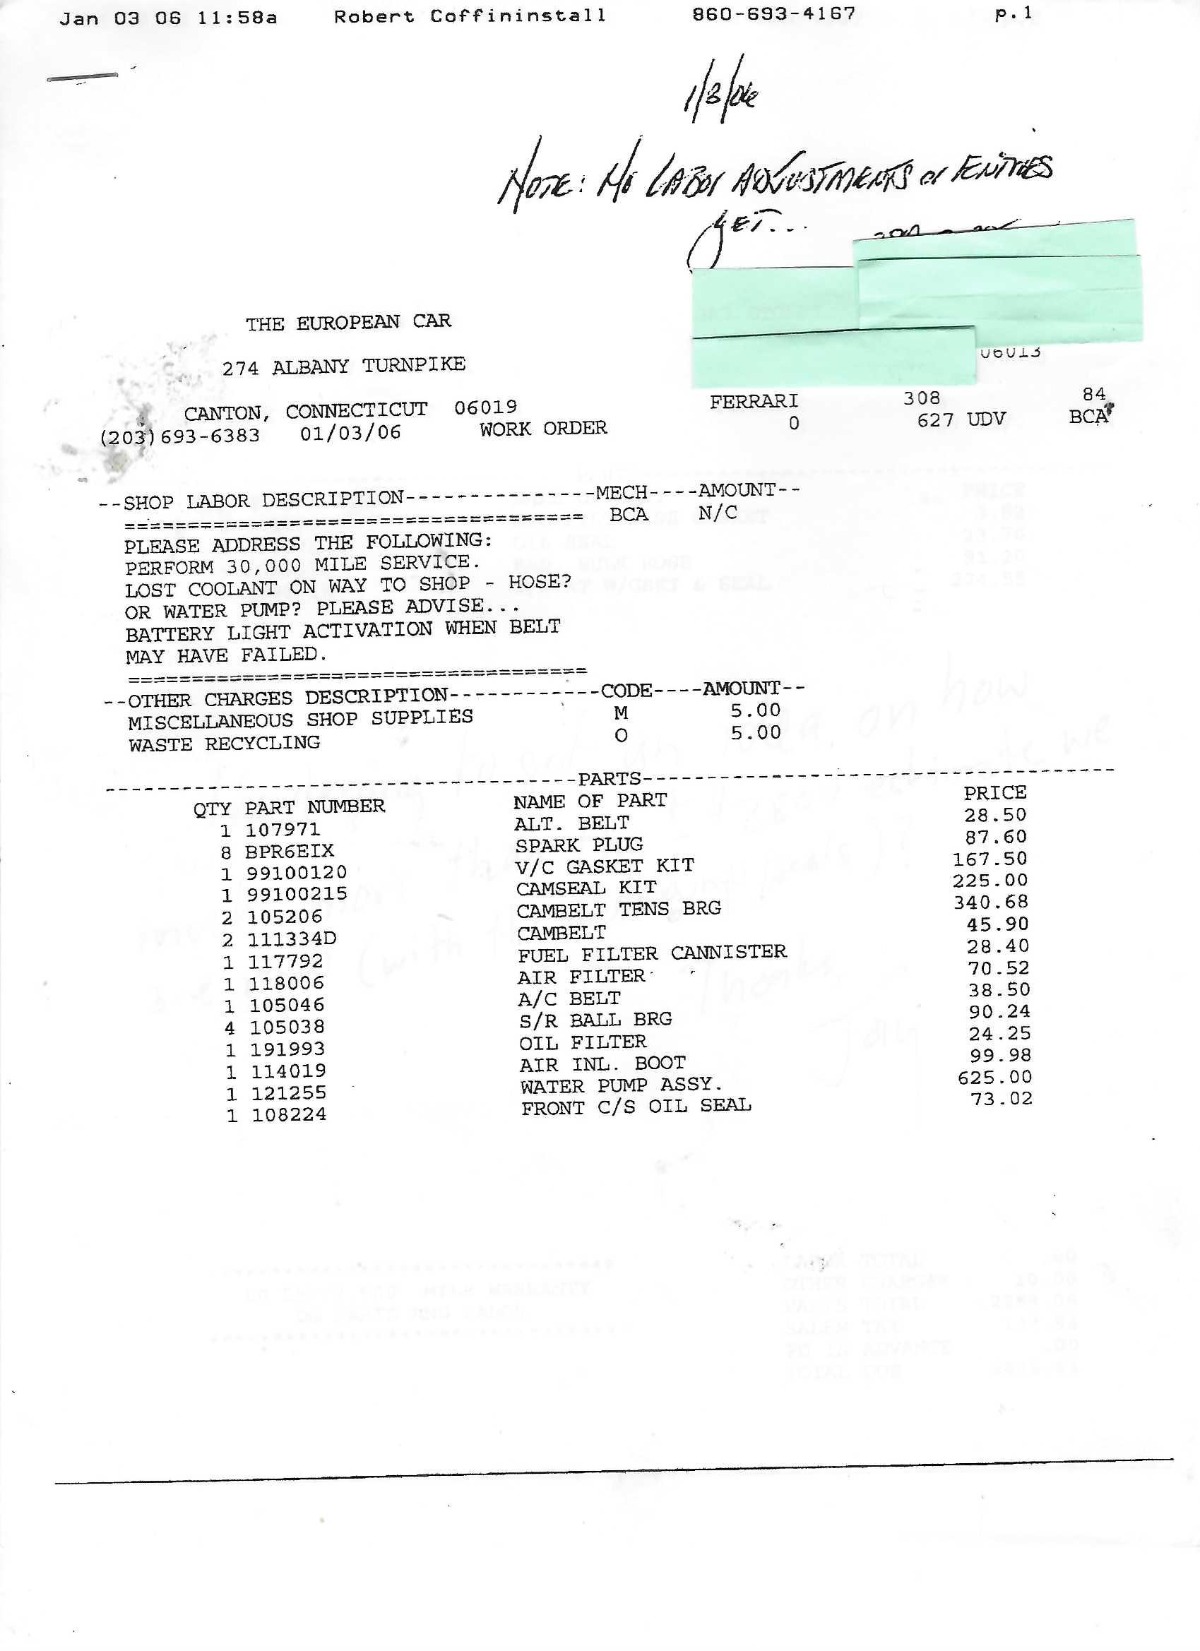 Jan 03 06 11:58a Robert Coffininstall 860-693-4167 p.1
1/3/06
NOTE: NO LABOR ADJUSTMENTS or ENTRIES
YET...
THE EUROPEAN CAR
274 ALBANY TURNPIKE
06013
CANTON, CONNECTICUT 06019 FERRARI 308 84
(203)693-6383 01/03/06 WORK ORDER 0 627 UDV BCA
--SHOP LABOR DESCRIPTION---------------MECH----AMOUNT--
==================================== BCA N/C
PLEASE ADDRESS THE FOLLOWING:
PERFORM 30,000 MILE SERVICE.
LOST COOLANT ON WAY TO SHOP - HOSE?
OR WATER PUMP? PLEASE ADVISE...
BATTERY LIGHT ACTIVATION WHEN BELT
MAY HAVE FAILED.
====================================
--OTHER CHARGES DESCRIPTION------------CODE----AMOUNT--
MISCELLANEOUS SHOP SUPPLIES M 5.00
WASTE RECYCLING O 5.00
-------------------------------------PARTS-------------------------------------
QTY PART NUMBER NAME OF PART PRICE
1 107971 ALT. BELT 28.50
8 BPR6EIX SPARK PLUG 87.60
1 99100120 V/C GASKET KIT 167.50
1 99100215 CAMSEAL KIT 225.00
2 105206 CAMBELT TENS BRG 340.68
2 111334D CAMBELT 45.90
1 117792 FUEL FILTER CANNISTER 28.40
1 118006 AIR FILTER 70.52
1 105046 A/C BELT 38.50
4 105038 S/R BALL BRG 90.24
1 191993 OIL FILTER 24.25
1 114019 AIR INL. BOOT 99.98
1 121255 WATER PUMP ASSY. 625.00
1 108224 FRONT C/S OIL SEAL 73.02